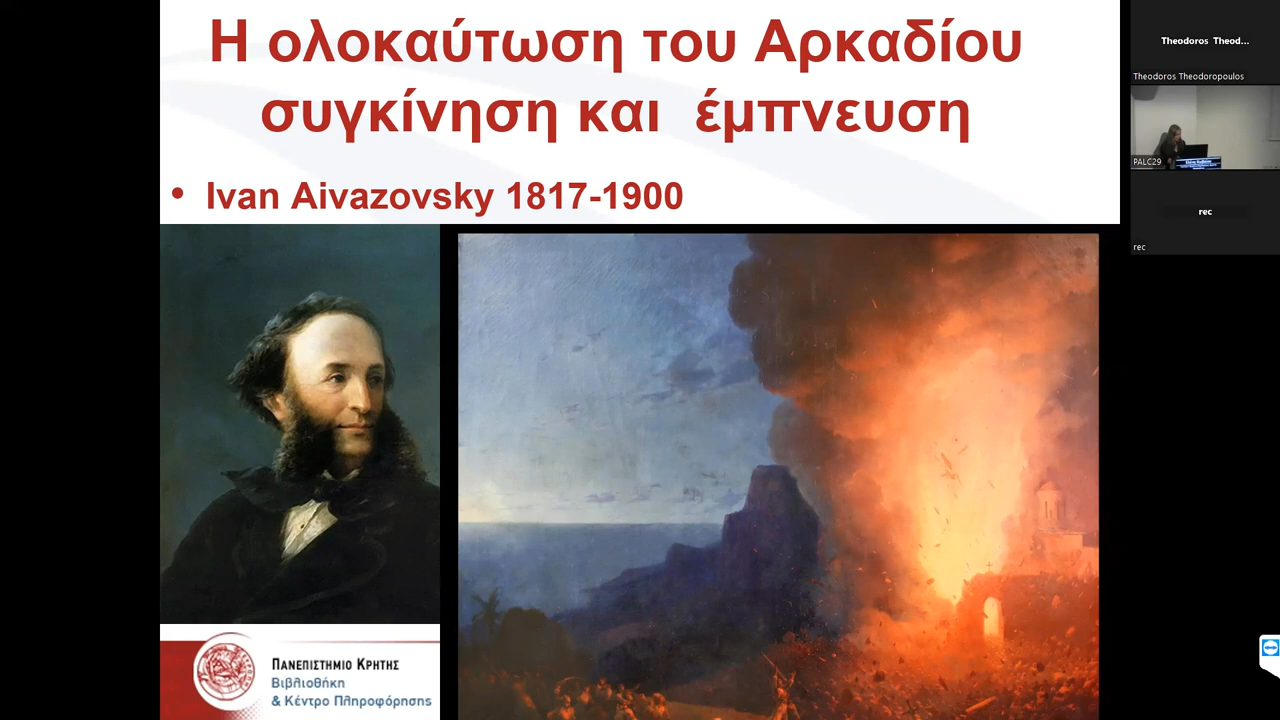 Η ολοκαύτωση του Αρκαδίου
συγκίνηση και έμπνευση
• Ivan Aivazovsky 1817-1900
ΠΑΝΕΠΙΣΤΗΜΙΟ ΚΡΗΤΗΣ
Βιβλιοθήκη
& Κέντρο Πληροφόρησης
Theodoros Theod...
Theodoros Theodoropoulos
PALC29
rec
rec